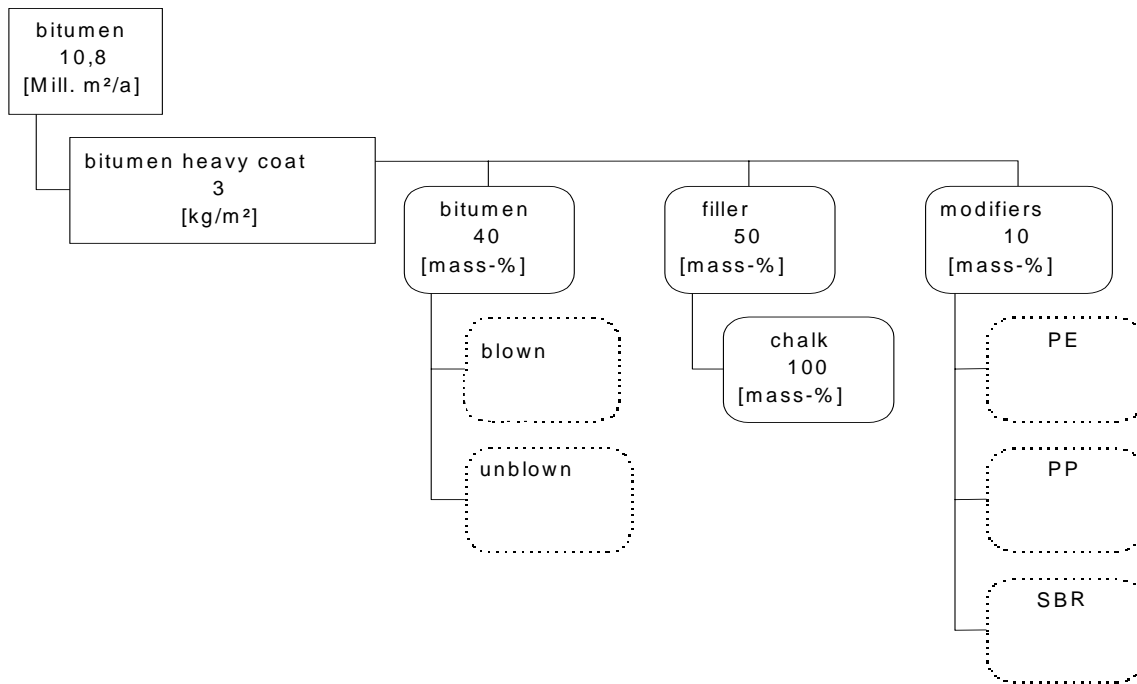 bitumen
10,8
[Mill. m²/a]
bitumen heavy coat
3
[kg/m²]
bitumen
40
[mass-%]
filler
50
[mass-%]
modifiers
10
[mass-%]
blown
unblown
chalk
100
[mass-%]
PE
PP
SBR